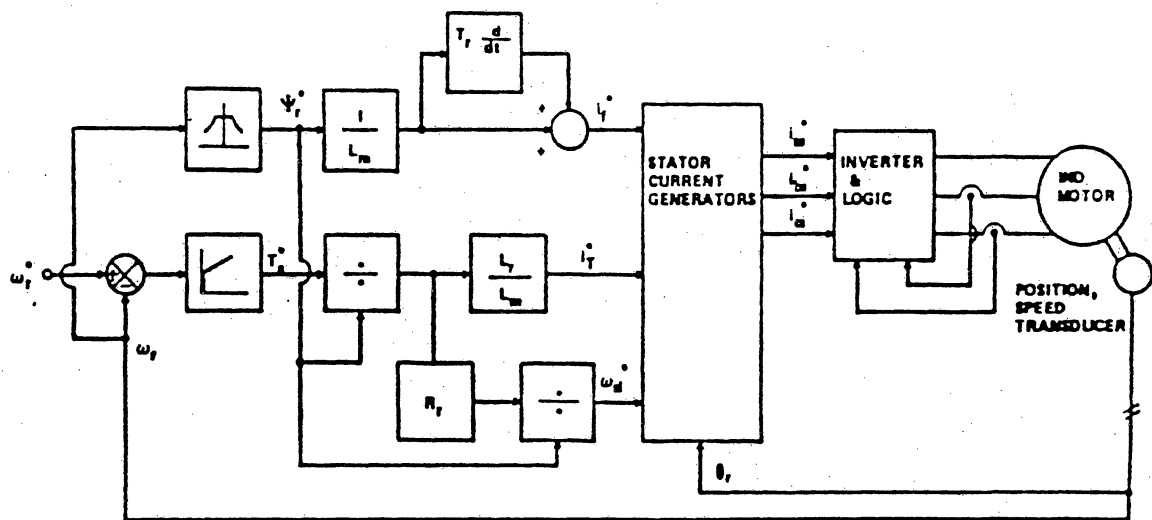 T_r d/dt
Ψ_r*
1
L_m
+
+
i_f*
STATOR
CURRENT
GENERATORS
i_as*
i_bs*
i_cs*
INVERTER
&
LOGIC
IND
MOTOR
ω_r*
T_e*
÷
L_r
L_m
i_T*
POSITION,
SPEED
TRANSDUCER
ω_r
R_r
÷
ω_sl*
θ_r